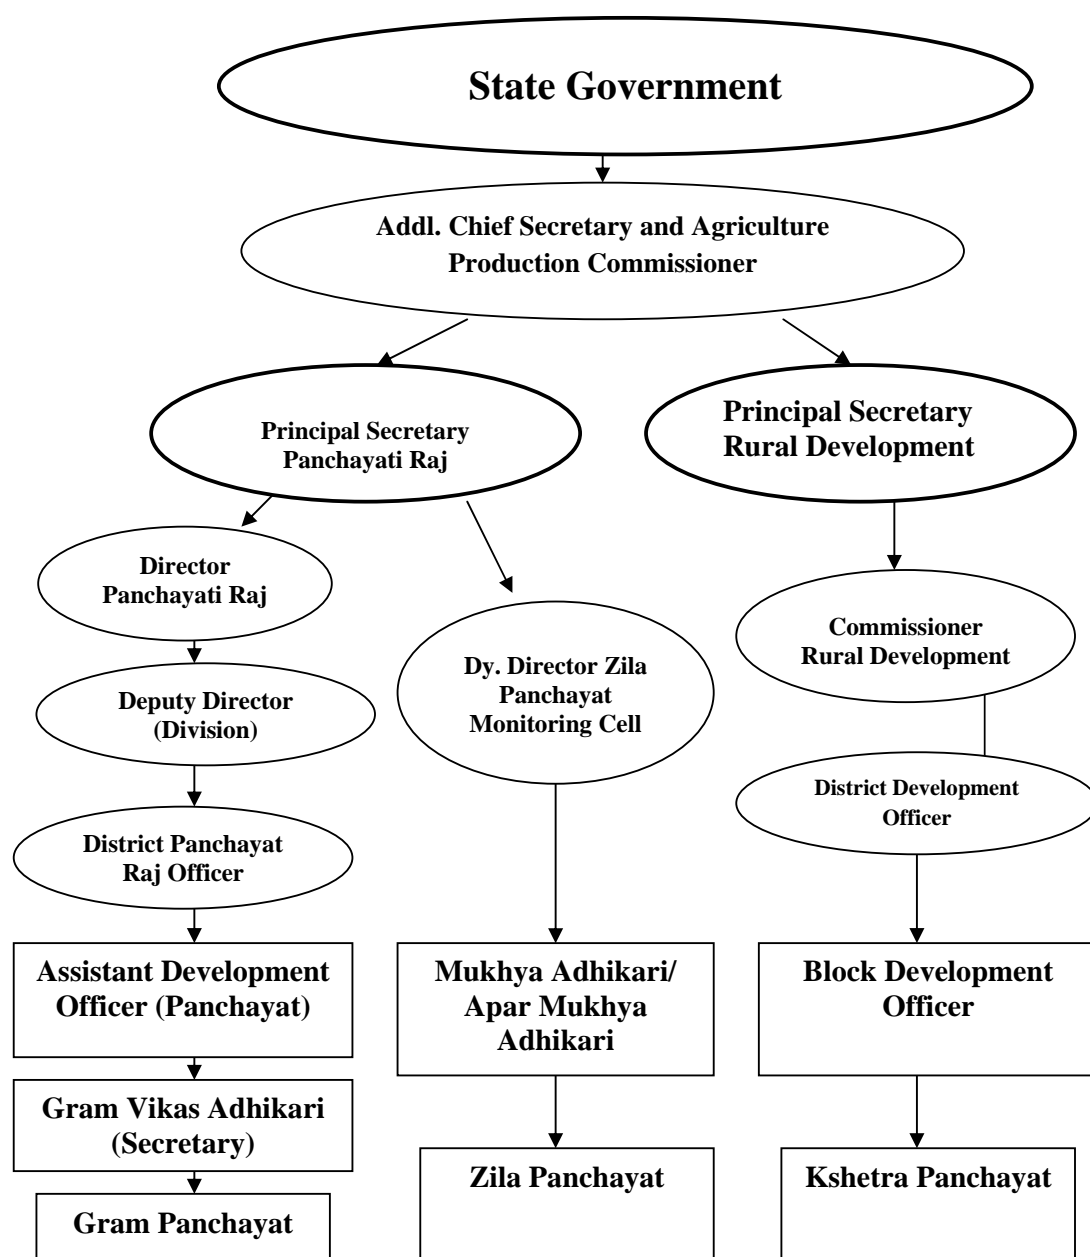 State Government
Addl. Chief Secretary and Agriculture
Production Commissioner
Principal Secretary
Panchayati Raj
Principal Secretary
Rural Development
Director
Panchayati Raj
Dy. Director Zila
Panchayat
Monitoring Cell
Commissioner
Rural Development
Deputy Director
(Division)
District Development
Officer
District Panchayat
Raj Officer
Assistant Development
Officer (Panchayat)
Mukhya Adhikari/
Apar Mukhya
Adhikari
Block Development
Officer
Gram Vikas Adhikari
(Secretary)
Zila Panchayat
Kshetra Panchayat
Gram Panchayat